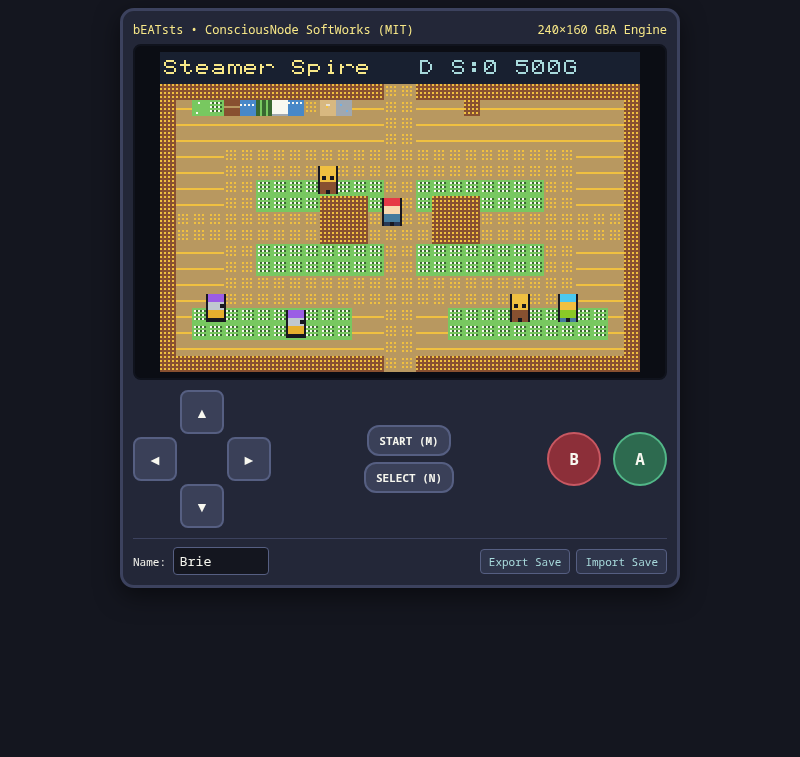 bEATsts • ConsciousNode SoftWorks (MIT) 240×160 GBA Engine
Steamer Spire D S:0 500G
▲
◀ ▶
▼
START (M)
SELECT (N)
B A
Name: Brie Export Save Import Save